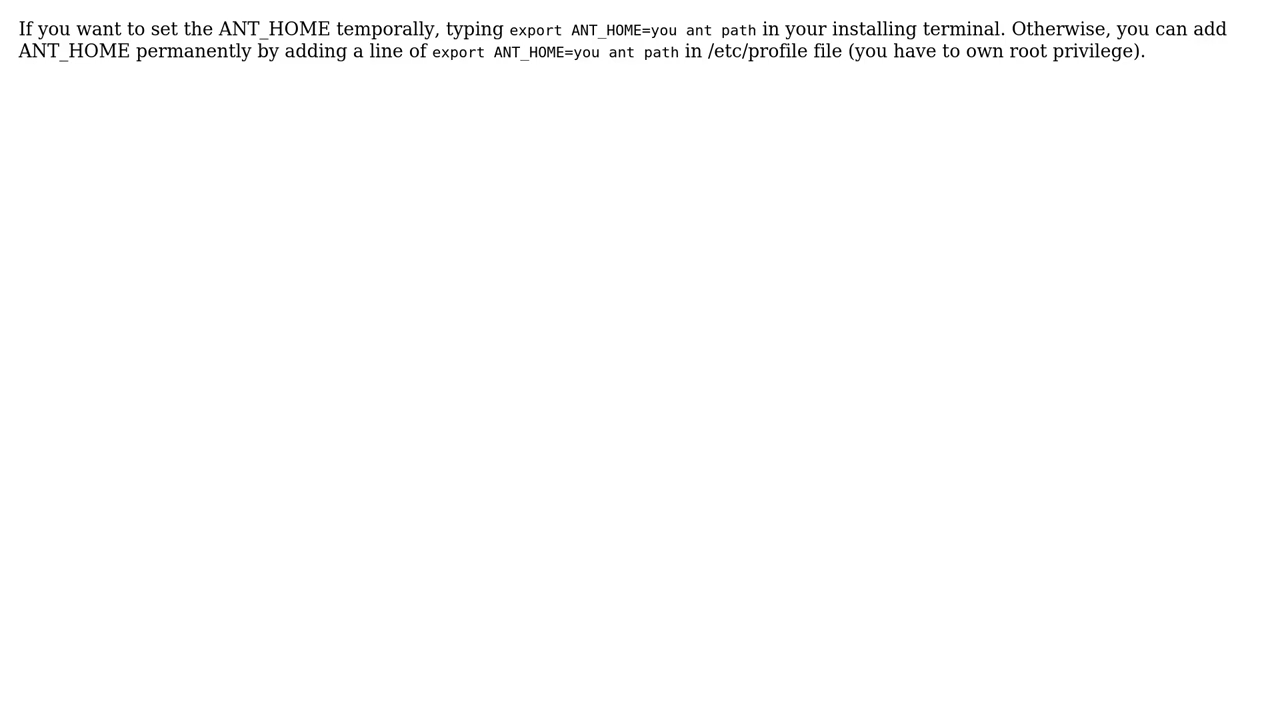 If you want to set the ANT_HOME temporally, typing export ANT_HOME=you ant path in your installing terminal. Otherwise, you can add
ANT_HOME permanently by adding a line of export ANT_HOME=you ant path in /etc/profile file (you have to own root privilege).